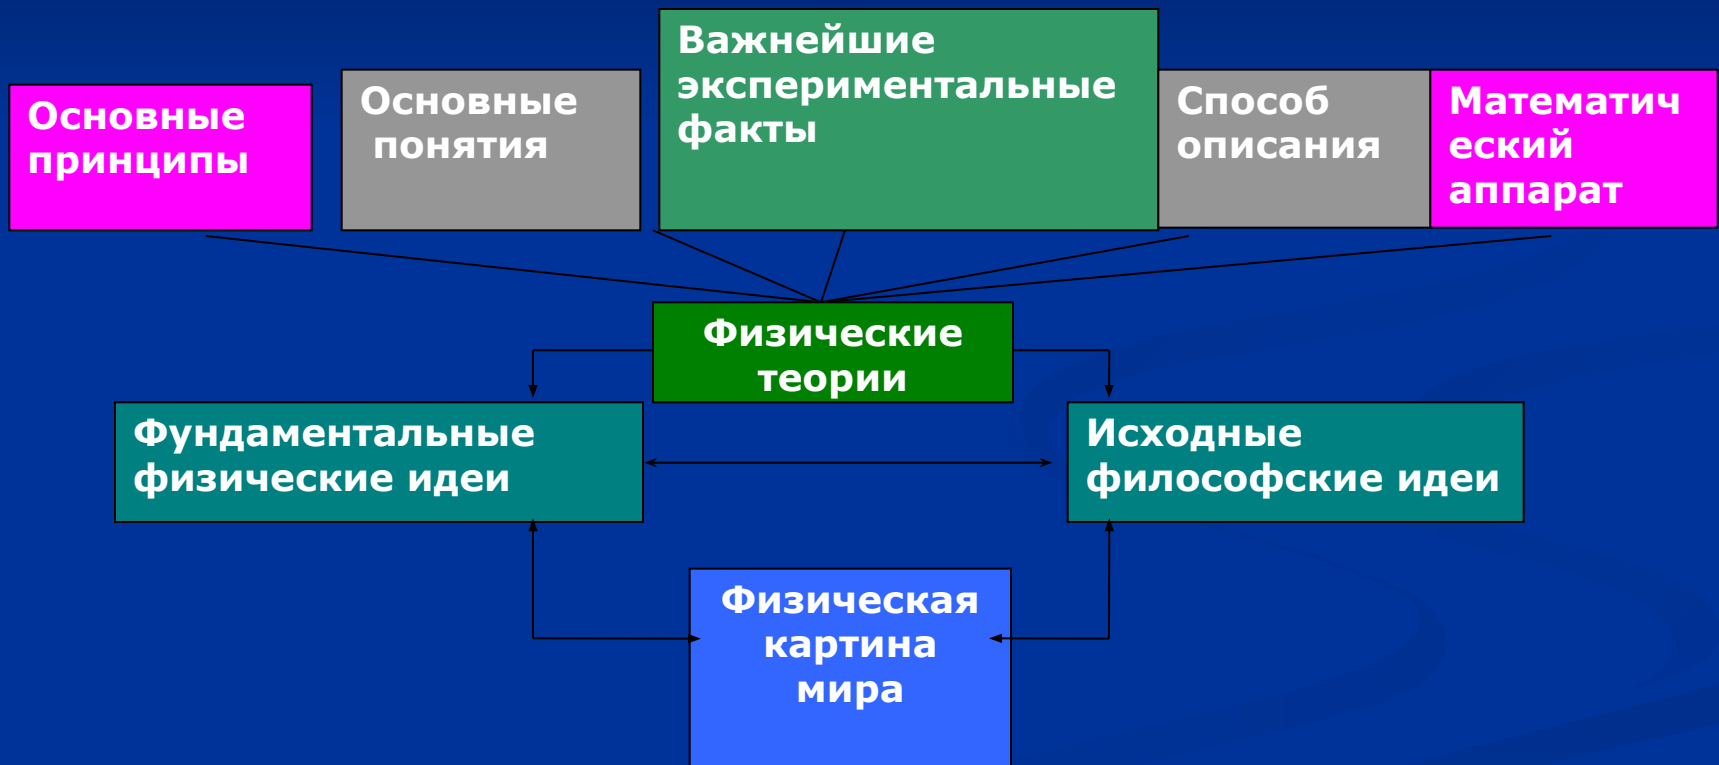 Основные
принципы
Основные
понятия
Важнейшие
экспериментальные
факты
Способ
описания
Математич
еский
аппарат
Физические
теории
Фундаментальные
физические идеи
Исходные
философские идеи
Физическая
картина
мира